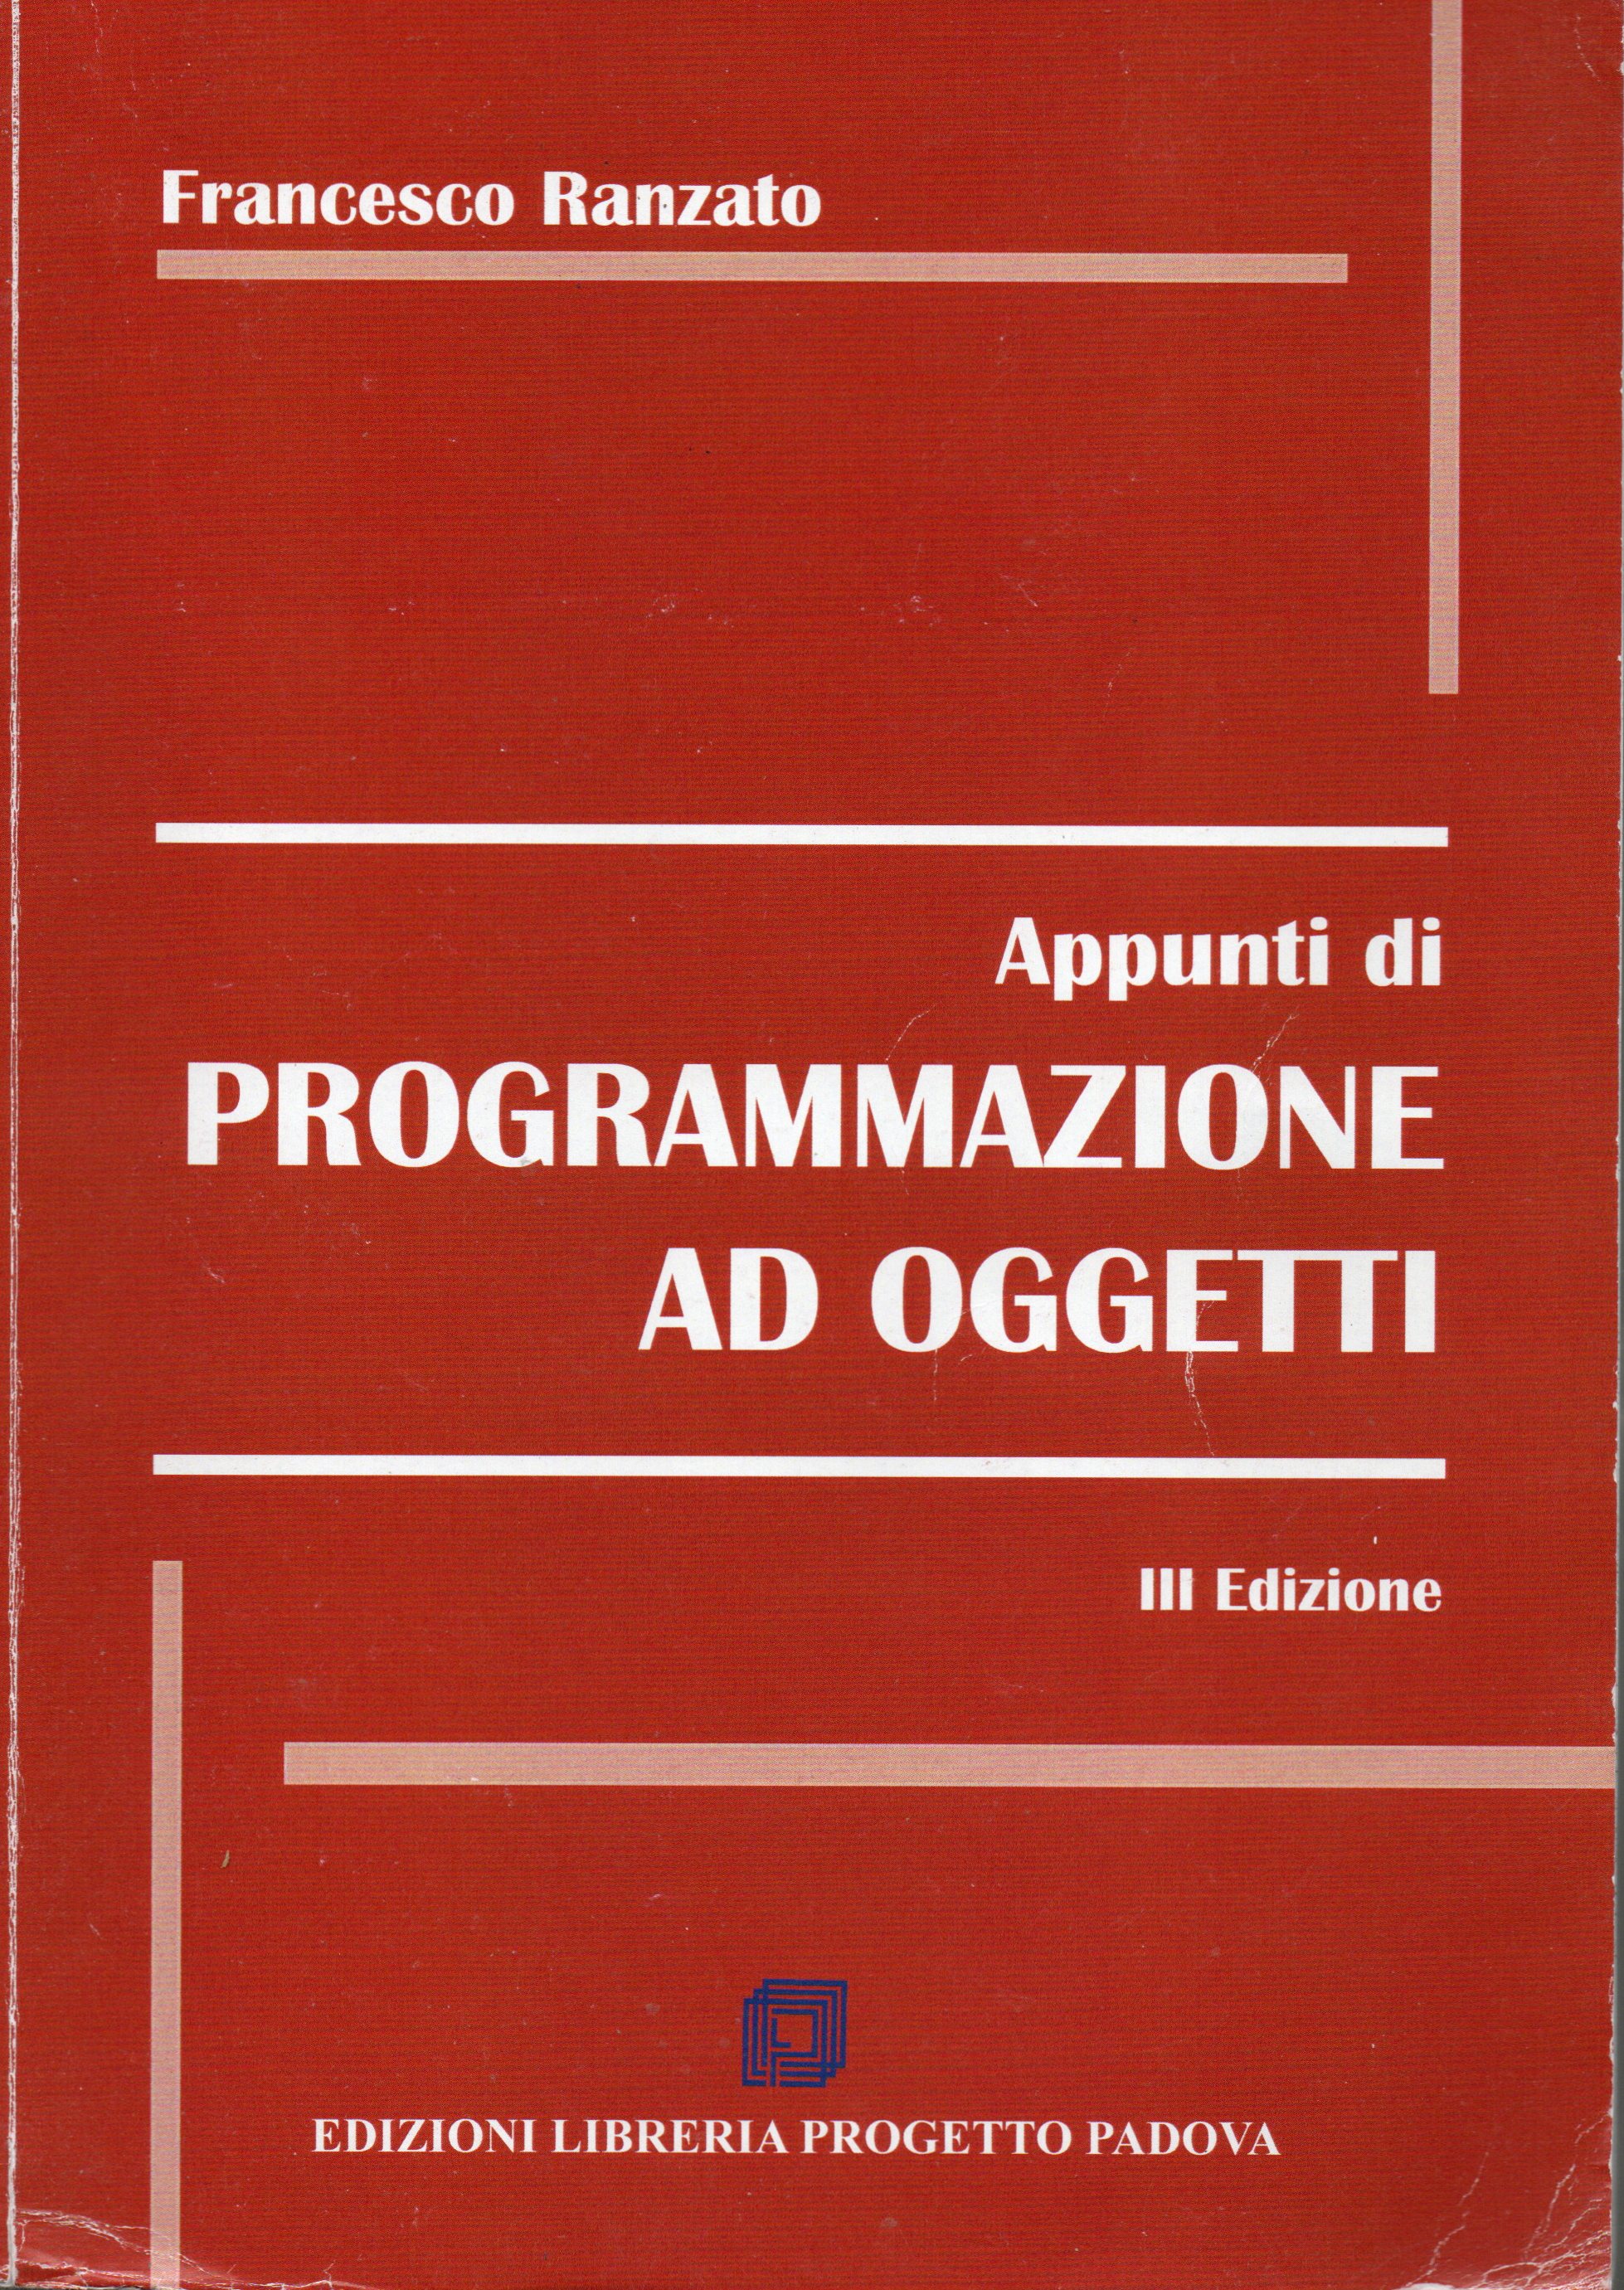 Francesco Ranzato
Appunti di
PROGRAMMAZIONE
AD OGGETTI
III Edizione
EDIZIONI LIBRERIA PROGETTO PADOVA